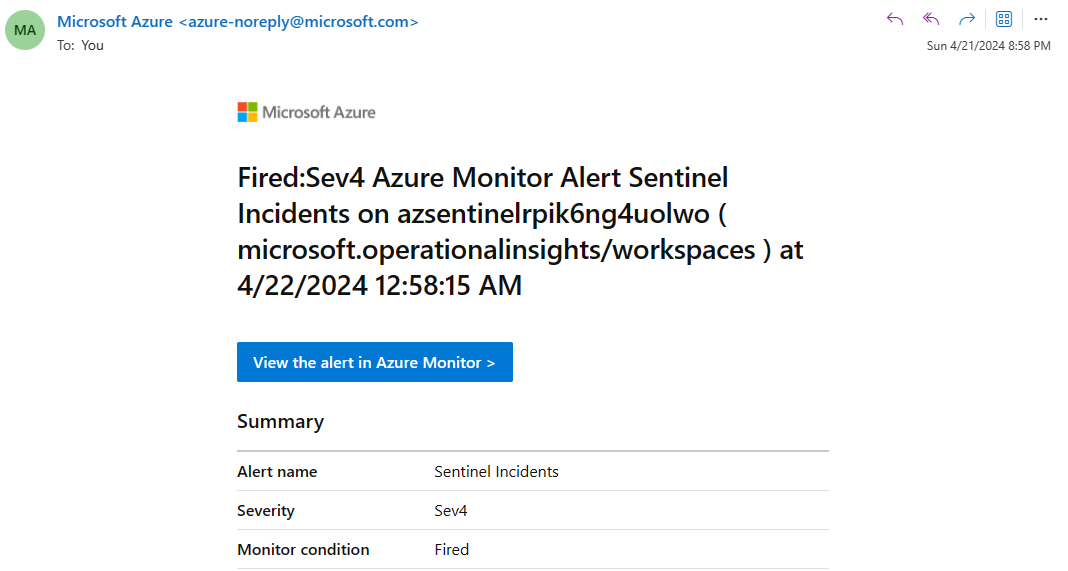 MA
Microsoft Azure <azure-noreply@microsoft.com>
To: You
Sun 4/21/2024 8:58 PM
Microsoft Azure
Fired:Sev4 Azure Monitor Alert Sentinel
Incidents on azsentinelrpik6ng4uolwo (
microsoft.operationalinsights/workspaces ) at
4/22/2024 12:58:15 AM
View the alert in Azure Monitor >
Summary
Alert name Sentinel Incidents
Severity Sev4
Monitor condition Fired